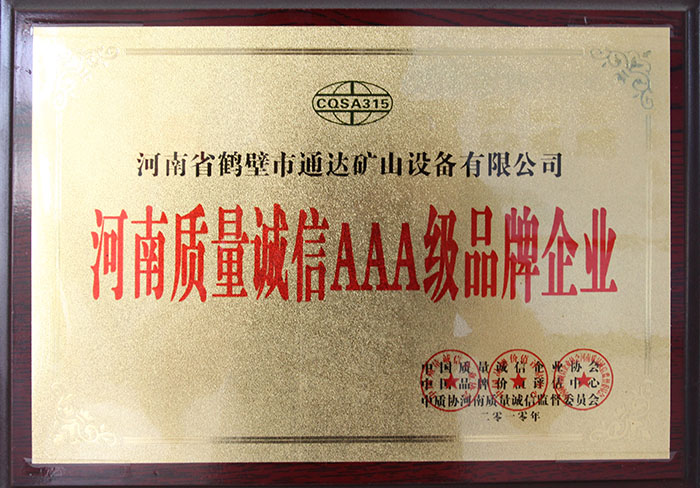 CQSA315
河南省鹤壁市通达矿山设备有限公司
河南质量诚信AAA级品牌企业
中国质量诚信企业协会
中国品牌价值评估中心
中质协河南质量诚信监督委员会
二零一零年